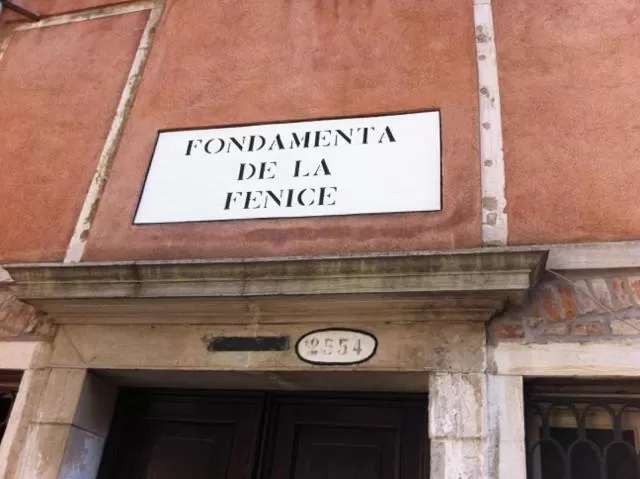 FONDAMENTA
DE LA
FENICE
2554